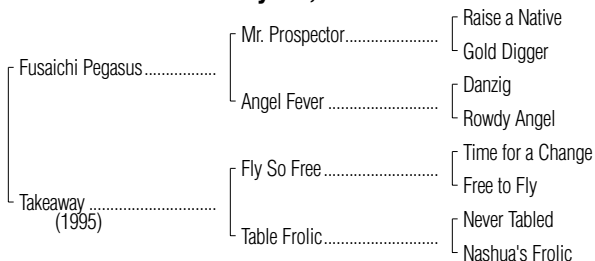 Raise a Native
Mr. Prospector....................
Gold Digger
Fusaichi Pegasus................
Danzig
Angel Fever ........................
Rowdy Angel
Time for a Change
Fly So Free.........................
Free to Fly
Takeaway ............................
(1995)
Never Tabled
Table Frolic.........................
Nashua's Frolic